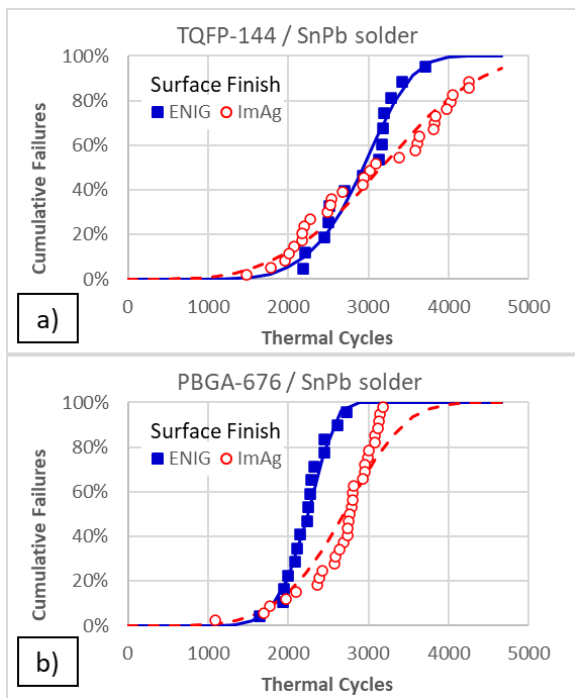 TQFP-144 / SnPb solder
100%
80%
60%
40%
20%
0%
Cumulative Failures
Surface Finish
ENIG ImAg
0 1000 2000 3000 4000 5000
Thermal Cycles
a)
PBGA-676 / SnPb solder
100%
80%
60%
40%
20%
0%
Cumulative Failures
Surface Finish
ENIG ImAg
0 1000 2000 3000 4000 5000
Thermal Cycles
b)